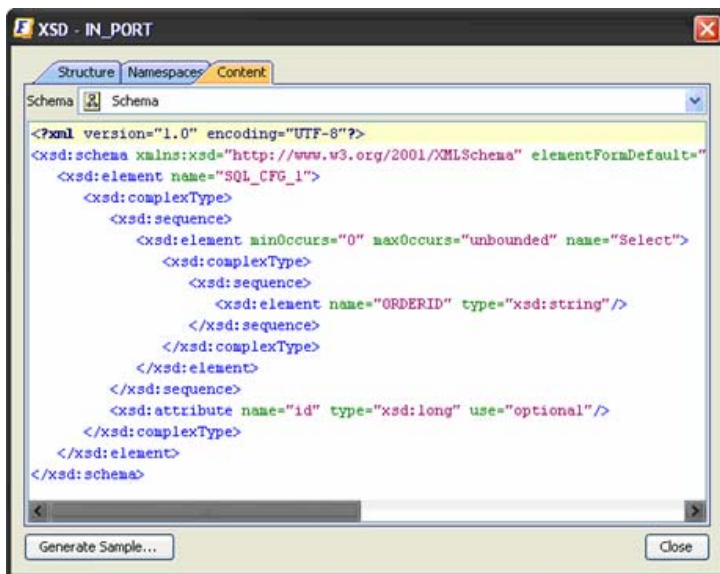 XSD - IN_PORT
Structure Namespaces Content
Schema Schema
<?xml version="1.0" encoding="UTF-8"?>
<xsd:schema xmlns:xsd="http://www.w3.org/2001/XMLSchema" elementFormDefault="
<xsd:element name="SQL_CFG_1">
<xsd:complexType>
<xsd:sequence>
<xsd:element minOccurs="0" maxOccurs="unbounded" name="Select">
<xsd:complexType>
<xsd:sequence>
<xsd:element name="ORDERID" type="xsd:string"/>
</xsd:sequence>
</xsd:complexType>
</xsd:element>
</xsd:sequence>
<xsd:attribute name="id" type="xsd:long" use="optional"/>
</xsd:complexType>
</xsd:element>
</xsd:schema>
Generate Sample... Close